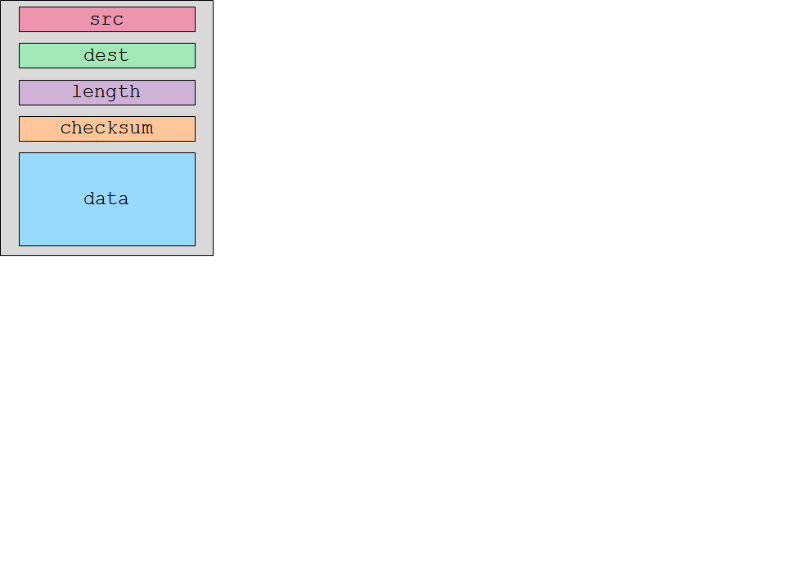 src
dest
length
checksum
data